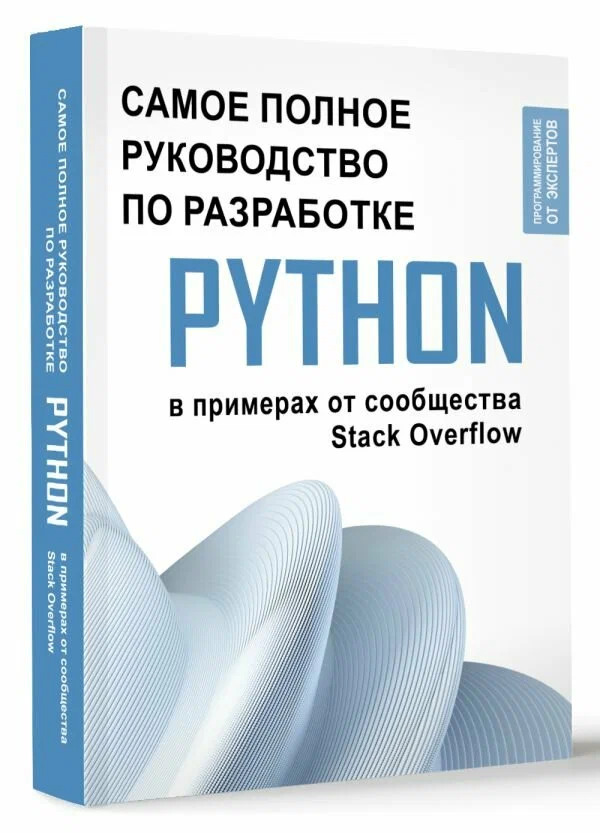 САМОЕ ПОЛНОЕ
РУКОВОДСТВО
ПО РАЗРАБОТКЕ
PYTHON
в примерах от сообщества
Stack Overflow
ПРОГРАММИРОВАНИЕ
ОТ ЭКСПЕРТОВ
САМОЕ ПОЛНОЕ РУКОВОДСТВО
ПО РАЗРАБОТКЕ
PYTHON
в примерах от сообщества
Stack Overflow